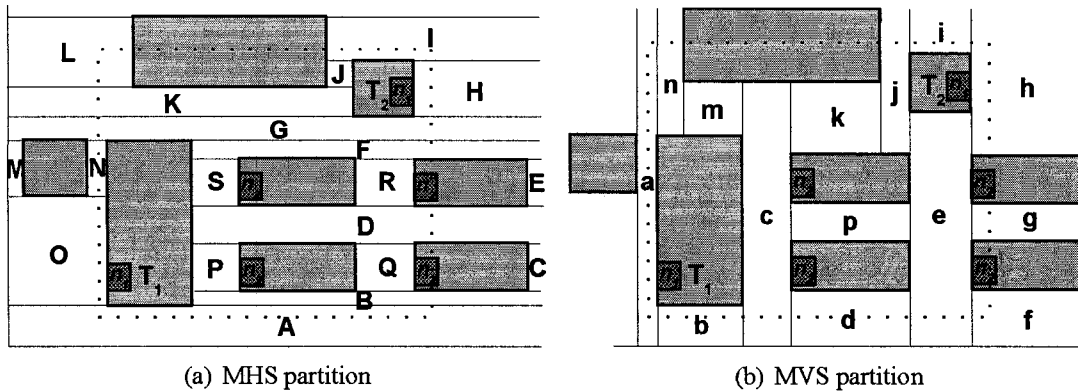 L I
J T₂ n H
K
G
M N F
S n R n E
D
O P n Q n C
n T₁ B
A
(a) MHS partition
i
n j T₂ n h
m k
a n n
c p e g
n T₁ n n
b d f
(b) MVS partition